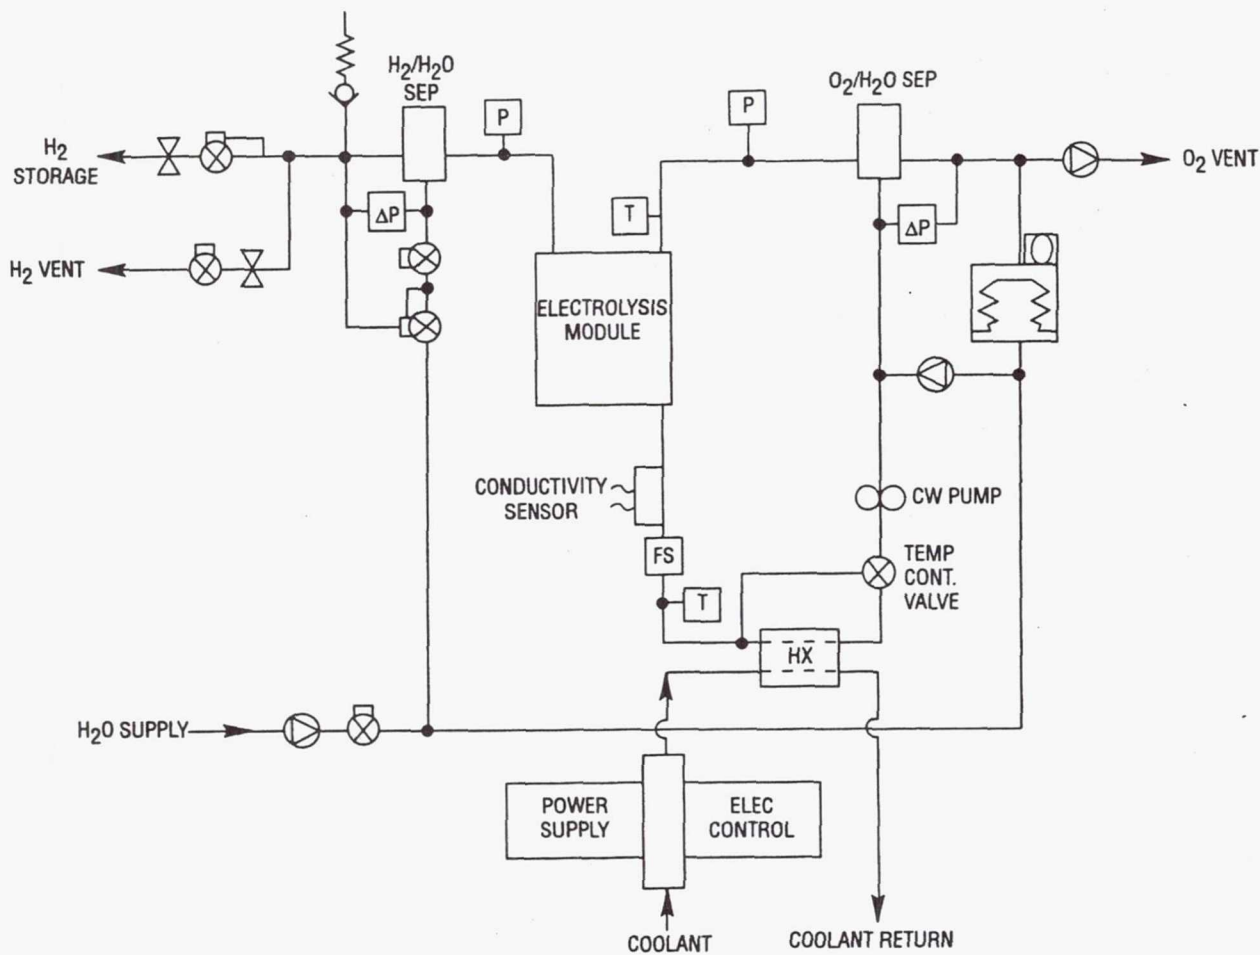 H₂/H₂O
SEP
O₂/H₂O SEP
P
P
H₂
STORAGE
O₂ VENT
ΔP
T
ΔP
H₂ VENT
ELECTROLYSIS
MODULE
CONDUCTIVITY
SENSOR
CW PUMP
FS
TEMP
CONT.
VALVE
T
HX
H₂O SUPPLY
POWER
SUPPLY
ELEC
CONTROL
COOLANT
COOLANT RETURN